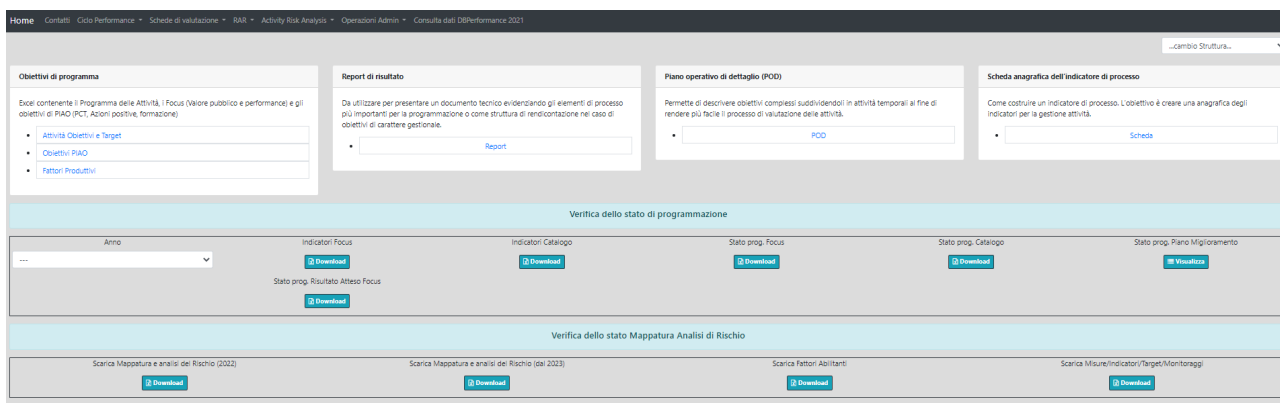 Home Contatti Ciclo Performance Schede di valutazione RAR Activity Risk Analysis Operazioni Admin Consulta dati DBPerformance 2021
...cambio Struttura...
Obiettivi di programma
Excel contenente il Programma delle Attività, i Focus (Valore pubblico e performance) e gli
obiettivi di PIAO (PCT, Azioni positive, formazione)
Attività Obiettivi e Target
Obiettivi PIAO
Fattori Produttivi
Report di risultato
Da utilizzare per presentare un documento tecnico evidenziando gli elementi di processo
più importanti per la programmazione o come struttura di rendicontazione nel caso di
obiettivi di carattere gestionale.
Report
Piano operativo di dettaglio (POD)
Permette di descrivere obiettivi complessi suddividendoli in attività temporali al fine di
rendere più facile il processo di valutazione delle attività.
POD
Scheda anagrafica dell'indicatore di processo
Come costruire un indicatore di processo. L'obiettivo è creare una anagrafica degli
indicatori per la gestione attività.
Scheda
Verifica dello stato di programmazione
Anno Indicatori Focus Indicatori Catalogo Stato prog. Focus Stato prog. Catalogo Stato prog. Piano Miglioramento
--- Download Download Download Download Visualizza
Stato prog. Risultato Atteso Focus
Download
Verifica dello stato Mappatura Analisi di Rischio
Scarica Mappatura e analisi del Rischio (2022) Scarica Mappatura e analisi del Rischio (dal 2023) Scarica Fattori Abilitanti Scarica Misure/Indicatori/Target/Monitoraggi
Download Download Download Download